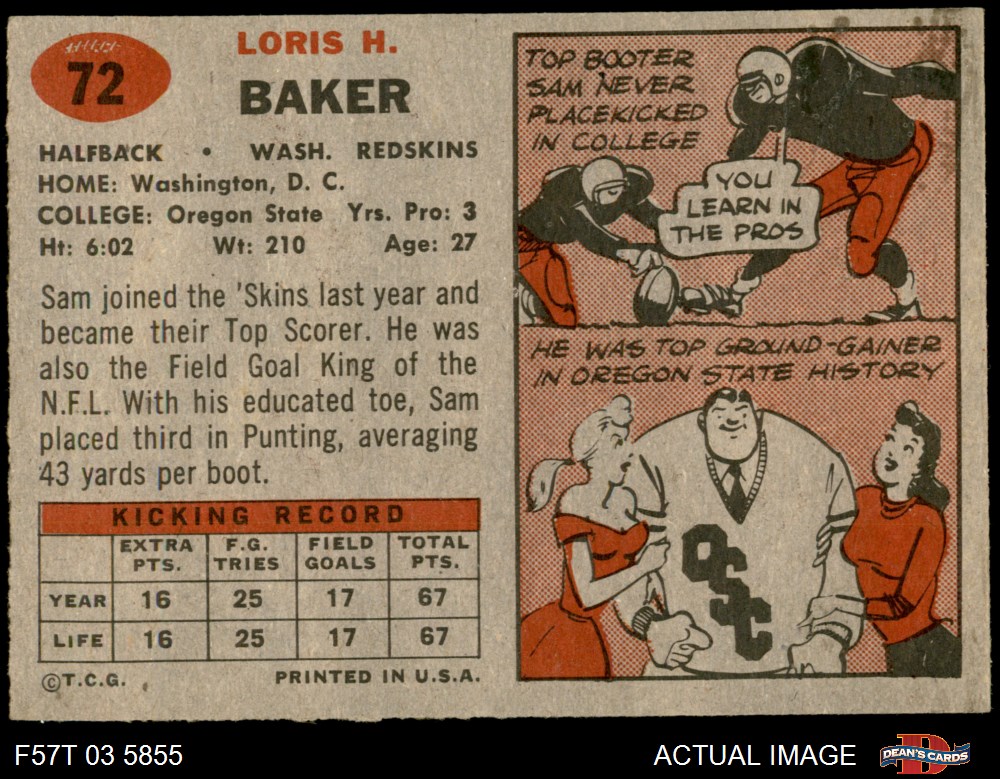 72
LORIS H.
BAKER
HALFBACK • WASH. REDSKINS
HOME: Washington, D. C.
COLLEGE: Oregon State Yrs. Pro: 3
Ht: 6:02 Wt: 210 Age: 27
Sam joined the 'Skins last year and
became their Top Scorer. He was
also the Field Goal King of the
N.F.L. With his educated toe, Sam
placed third in Punting, averaging
43 yards per boot.
KICKING RECORD
EXTRA PTS. F.G. TRIES FIELD GOALS TOTAL PTS.
YEAR 16 25 17 67
LIFE 16 25 17 67
©T.C.G. PRINTED IN U.S.A.
TOP BOOTER
SAM NEVER
PLACEKICKED
IN COLLEGE
YOU
LEARN IN
THE PROS
HE WAS TOP GROUND-GAINER
IN OREGON STATE HISTORY
OSC
F57T 03 5855
ACTUAL IMAGE
DEAN'S CARDS